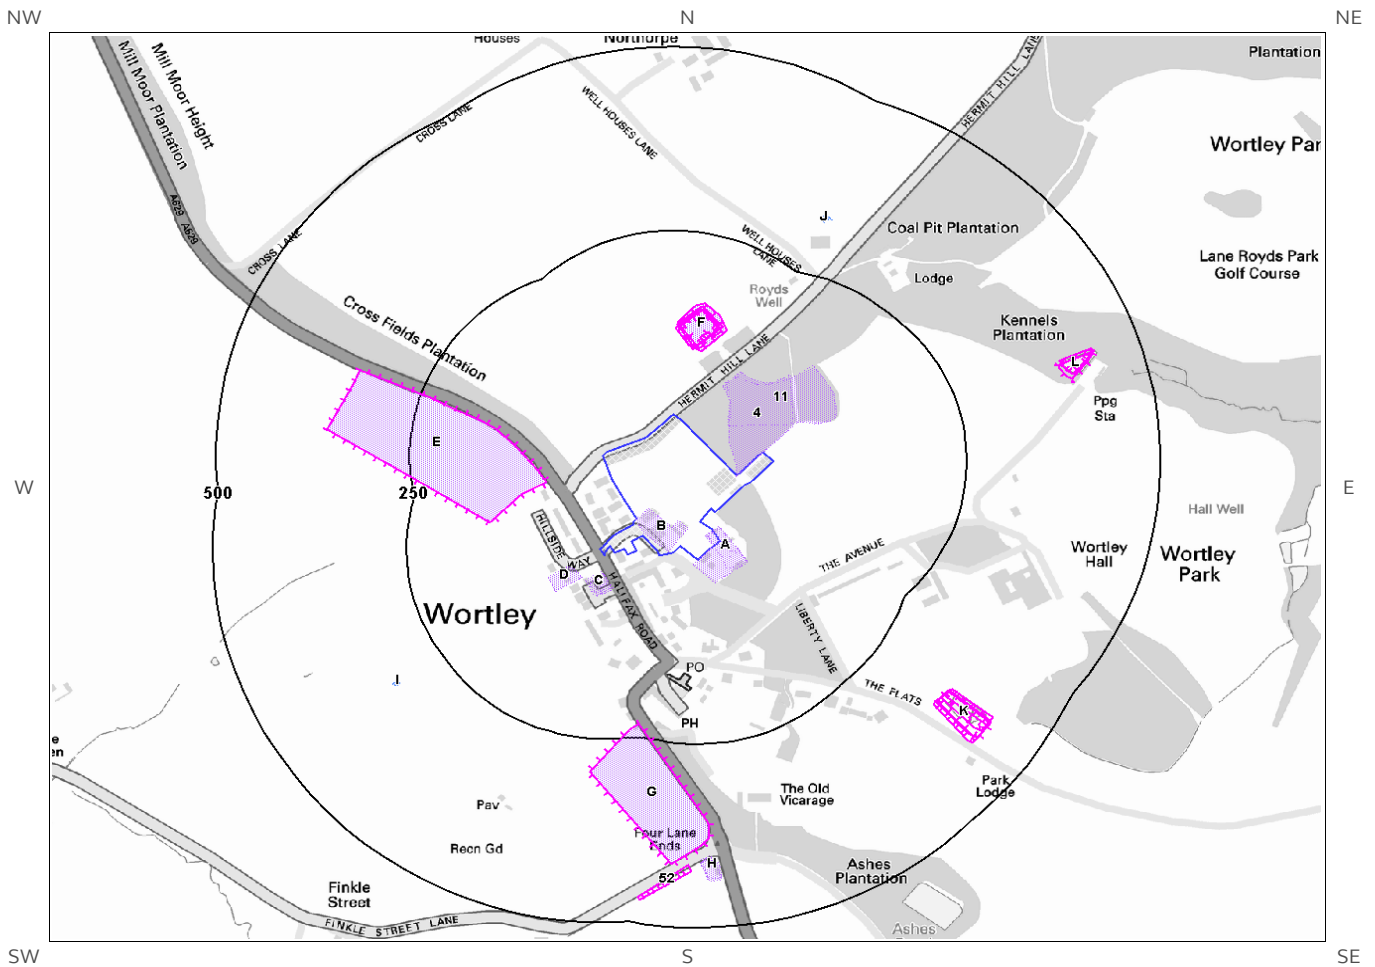 NW
N
NE
Houses
Northorpe
Plantation
Mill Moor Height
Mill Moor Plantation
HERMIT HILL LANE
CROSS LANE
WELL HOUSES LANE
Wortley Par
A629
A629
J
Coal Pit Plantation
CROSS LANE
WELL HOUSES
LANE
Lane Royds Park
Golf Course
Lodge
Royds
Well
Cross Fields Plantation
F
Kennels
Plantation
HERMIT HILL LANE
L
11
4
Ppg
Sta
E
W
500
250
E
Hall Well
HILLSIDE
WAY
B
A
THE AVENUE
Wortley
Hall
Wortley
Park
D
C
HALIFAX ROAD
Wortley
LIBERTY LANE
PO
I
THE FLATS
K
PH
e
en
G
Park
Lodge
The Old
Vicarage
Pav
Four Lane
Ends
Recn Gd
H
52
Ashes
Plantation
Finkle
Street
FINKLE STREET LANE
Ashes
SW
S
SE